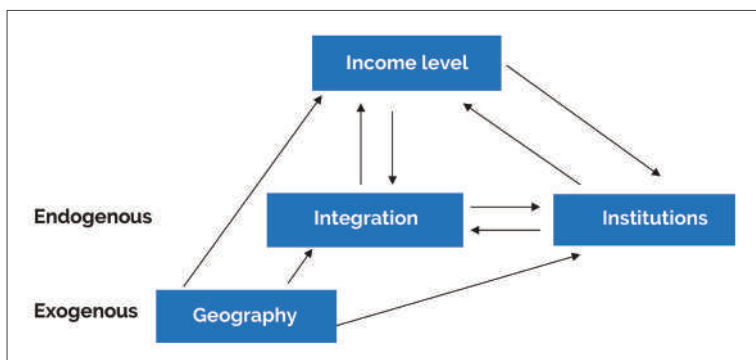 Income level
Endogenous
Integration
Institutions
Exogenous
Geography